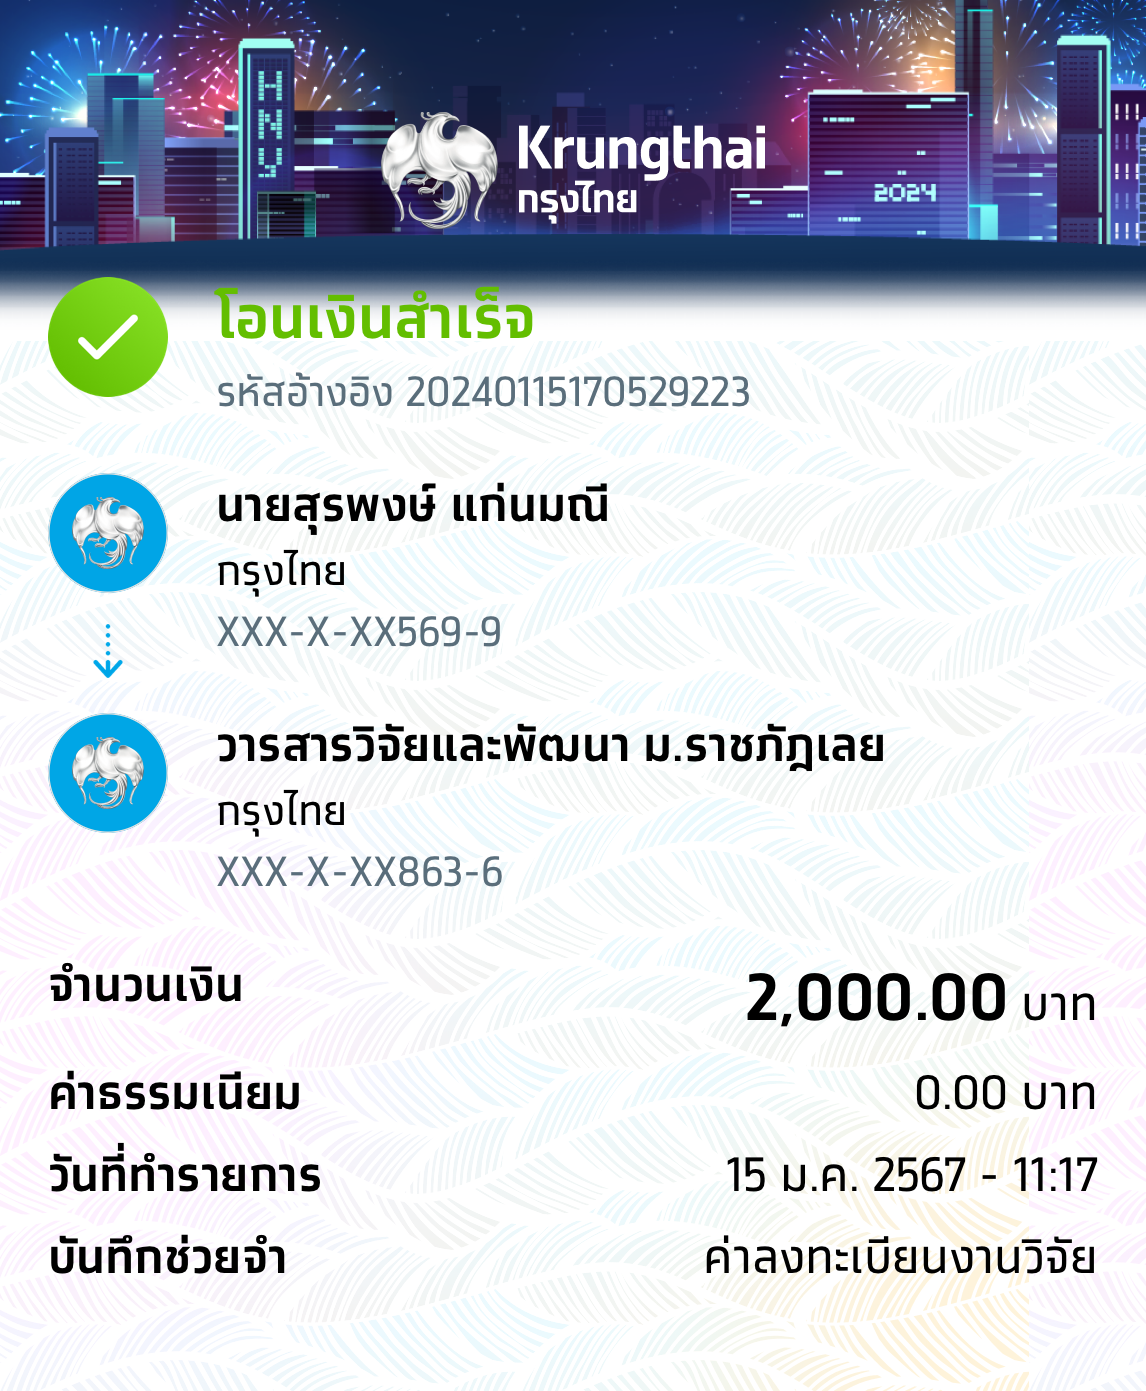 HNY
Krungthai
กรุงไทย
2024
โอนเงินสำเร็จ
รหัสอ้างอิง 20240115170529223
นายสุรพงษ์ แก่นมณี
กรุงไทย
XXX-X-XX569-9
วารสารวิจัยและพัฒนา ม.ราชภัฎเลย
กรุงไทย
XXX-X-XX863-6
จำนวนเงิน 2,000.00 บาท
ค่าธรรมเนียม 0.00 บาท
วันที่ทำรายการ 15 ม.ค. 2567 - 11:17
บันทึกช่วยจำ ค่าลงทะเบียนงานวิจัย